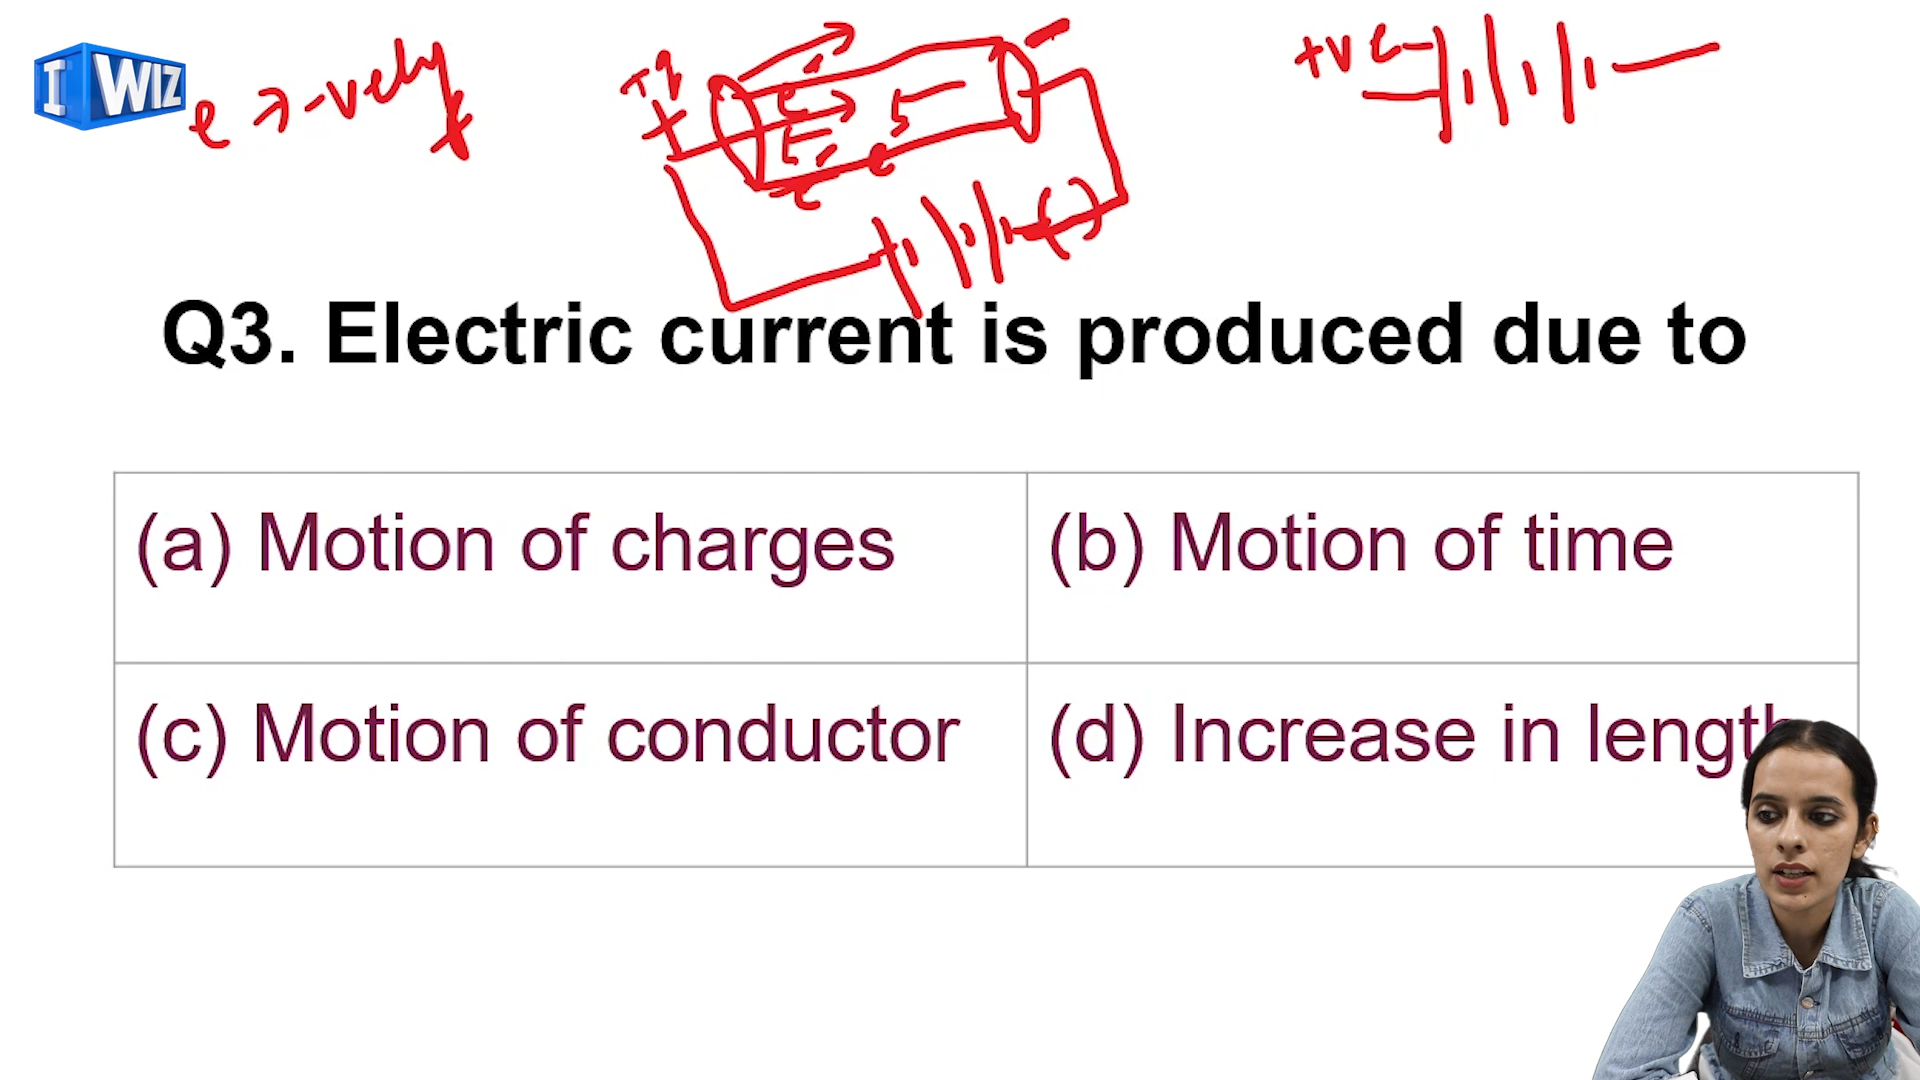 I WIZ
e → -vely
+ve
(-)
Q3. Electric current is produced due to
(a) Motion of charges
(b) Motion of time
(c) Motion of conductor
(d) Increase in length